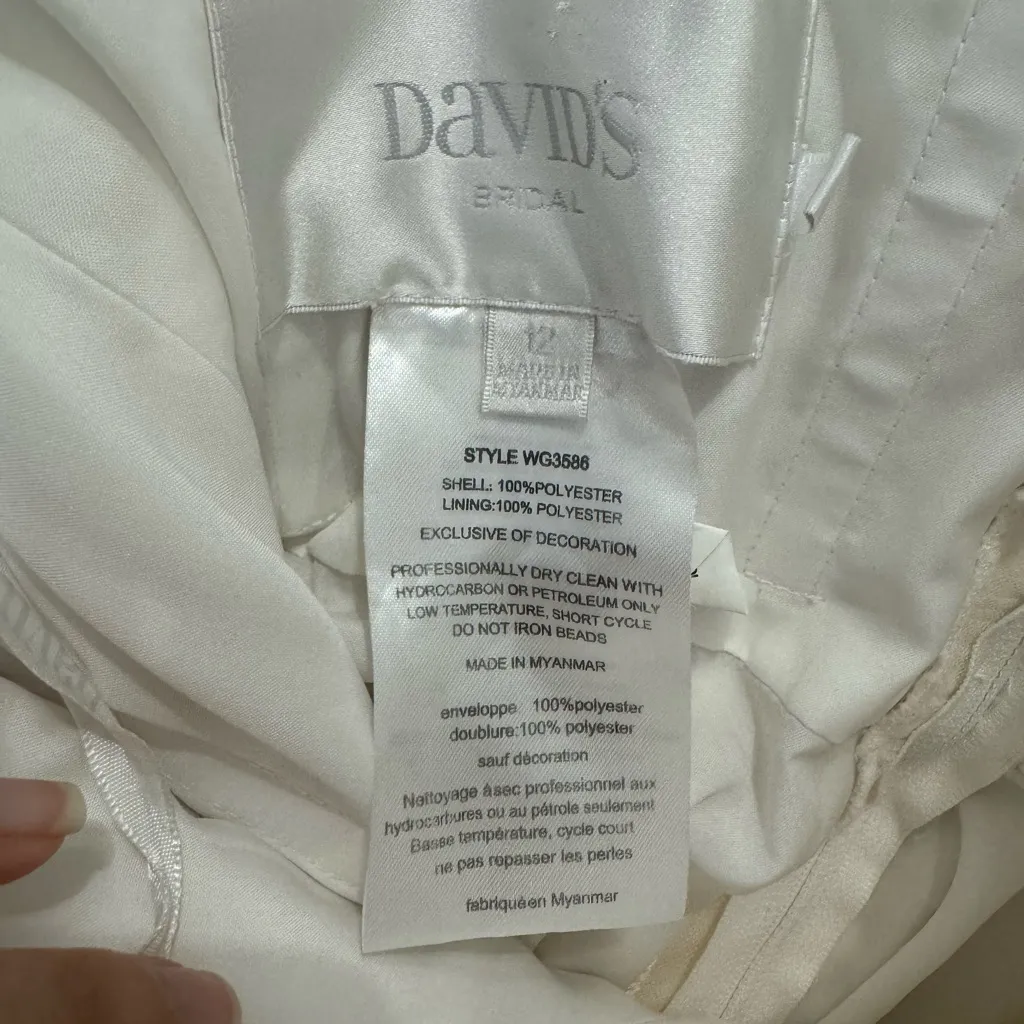 DAVID'S
BRIDAL
12
MADE IN
MYANMAR
STYLE WG3586
SHELL: 100%POLYESTER
LINING:100% POLYESTER
EXCLUSIVE OF DECORATION
PROFESSIONALLY DRY CLEAN WITH
HYDROCARBON OR PETROLEUM ONLY
LOW TEMPERATURE, SHORT CYCLE
DO NOT IRON BEADS
MADE IN MYANMAR
enveloppe 100%polyester
doublure:100% polyester
sauf décoration
Nettoyage àsec professionnel aux
hydrocarbures ou au pétrole seulement
Basse température, cycle court
ne pas repasser les perles
fabriquéen Myanmar